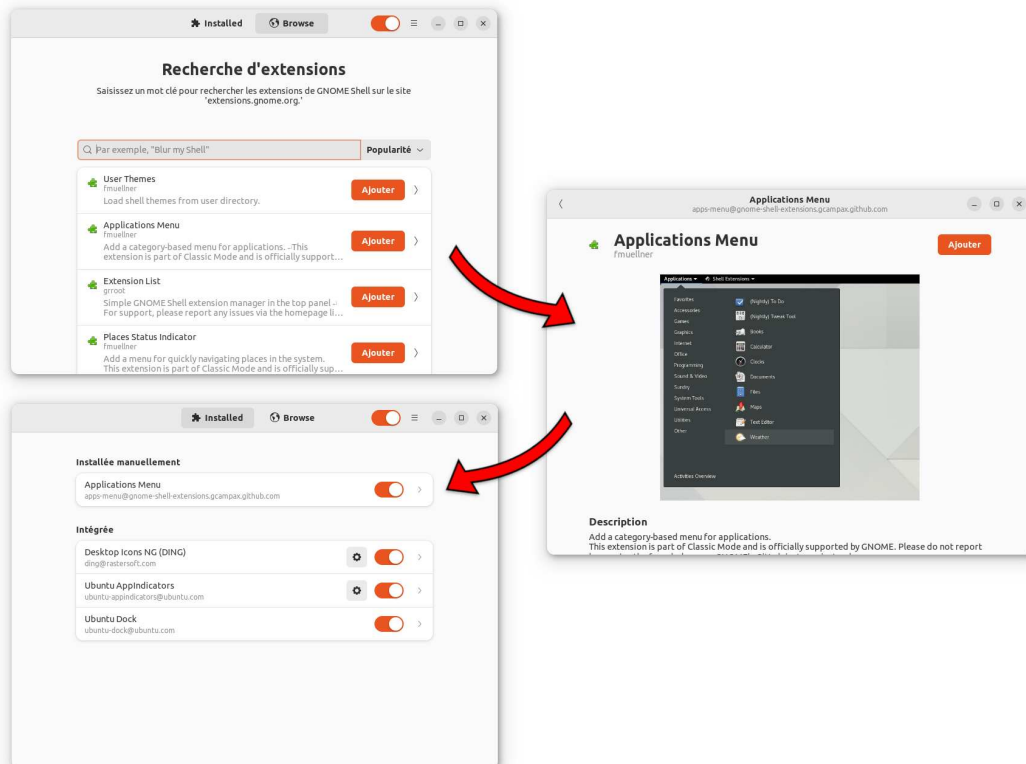 Installed
Browse
Recherche d'extensions
Saisissez un mot clé pour rechercher les extensions de GNOME Shell sur le site
'extensions.gnome.org.'
Par exemple, "Blur my Shell"
Popularité
User Themes
fmuellner
Load shell themes from user directory.
Ajouter
Applications Menu
fmuellner
Add a category-based menu for applications. - This
extension is part of Classic Mode and is officially support...
Ajouter
Extension List
grroot
Simple GNOME Shell extension manager in the top panel -
For support, please report any issues via the homepage li...
Ajouter
Places Status Indicator
fmuellner
Add a menu for quickly navigating places in the system.
This extension is part of Classic Mode and is officially sup...
Ajouter
Applications Menu
apps-menu@gnome-shell-extensions.gcampax.github.com
Applications Menu
fmuellner
Ajouter
Applications
Shell Extensions
Favorites
Accessories
Games
Graphics
Internet
Office
Programming
Sound & Video
Sundry
System Tools
Universal Access
Utilities
Other
Activities Overview
(Nightly) To Do
(Nightly) Tweak Tool
Books
Calculator
Clocks
Documents
Files
Maps
Text Editor
Weather
Description
Add a category-based menu for applications.
This extension is part of Classic Mode and is officially supported by GNOME. Please do not report
Installed
Browse
Installée manuellement
Applications Menu
apps-menu@gnome-shell-extensions.gcampax.github.com
Intégrée
Desktop Icons NG (DING)
ding@rastersoft.com
Ubuntu AppIndicators
ubuntu-appindicators@ubuntu.com
Ubuntu Dock
ubuntu-dock@ubuntu.com